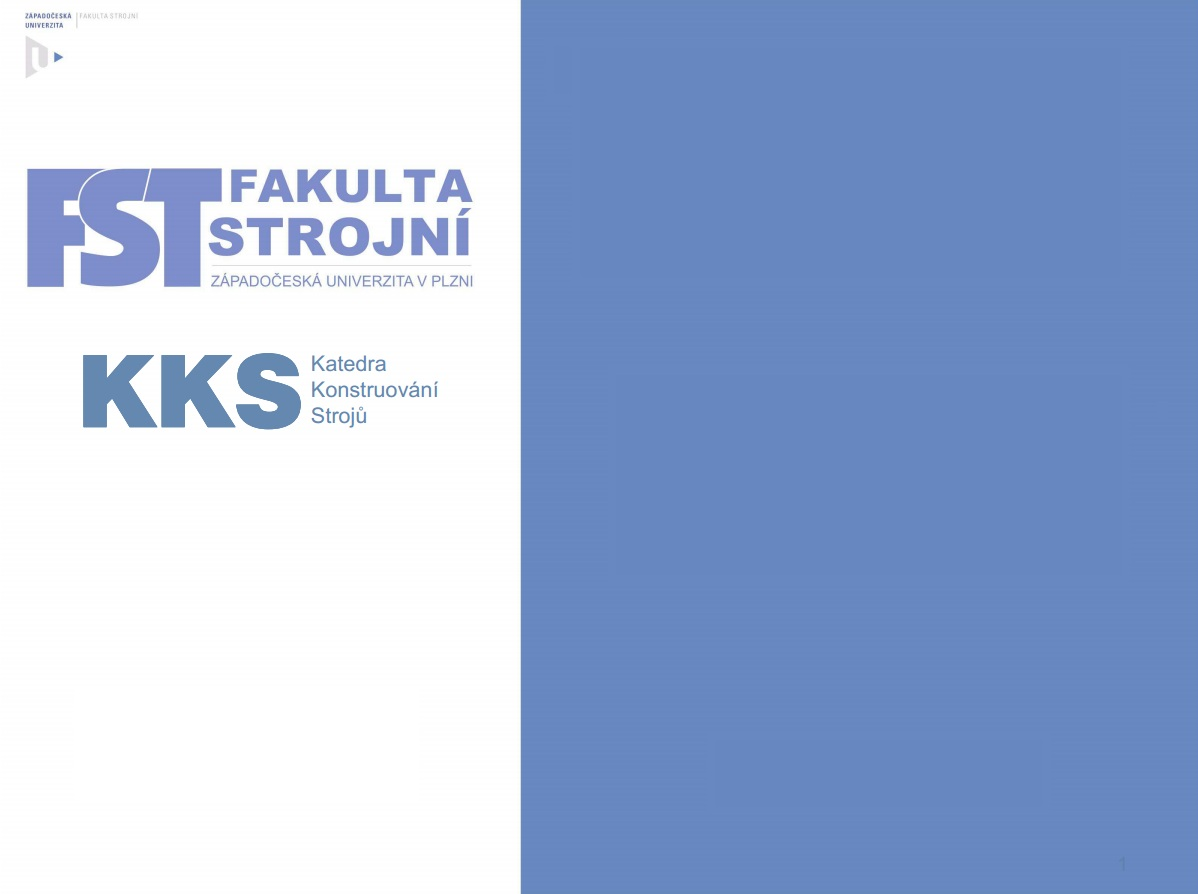 ZÁPADOČESKÁ FAKULTA STROJNÍ
UNIVERZITA
FST FAKULTA
STROJNÍ
ZÁPADOČESKÁ UNIVERZITA V PLZNI
KKS Katedra
Konstruování
Strojů
1